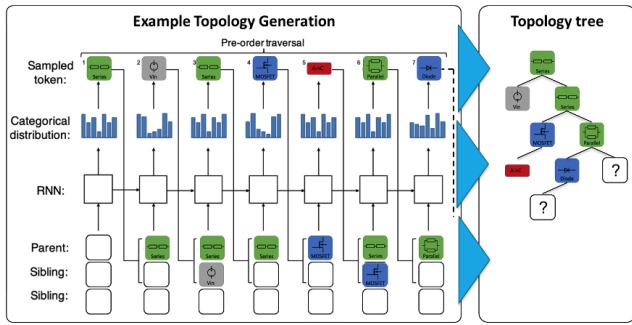 Example Topology Generation
Topology tree
Pre-order traversal
Sampled token:
1 Series
2 Vin
3 Series
4 MOSFET
5
6 Parallel
7 Diode
Categorical distribution:
RNN:
Parent:
Series
Series
Series
MOSFET
Series
Parallel
Sibling:
Vin
MOSFET
Sibling:
Series
Vin
Series
MOSFET
Parallel
Diode
?
?